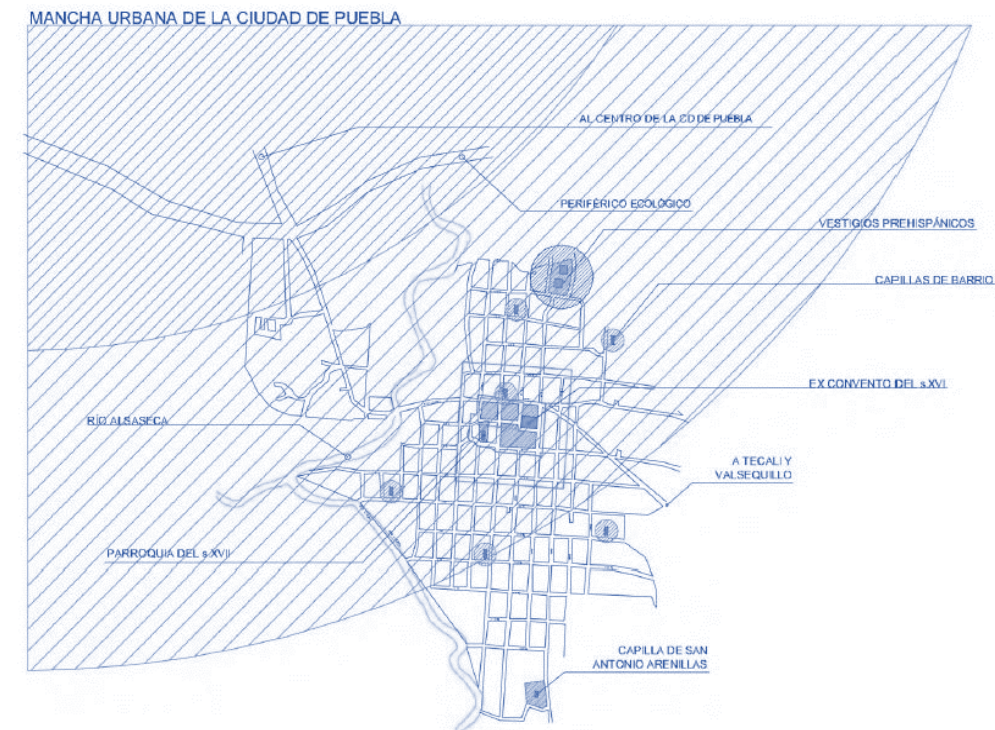 MANCHA URBANA DE LA CIUDAD DE PUEBLA
AL CENTRO DE LA CD DE PUEBLA
PERIFÉRICO ECOLÓGICO
VESTIGIOS PREHISPÁNICOS
CAPILLAS DE BARRIO
EX CONVENTO DEL s XVI
RÍO ALSASECA
A TECALI Y
VALSEQUILLO
PARROQUIA DEL s XVII
CAPILLA DE SAN
ANTONIO ARENILLAS